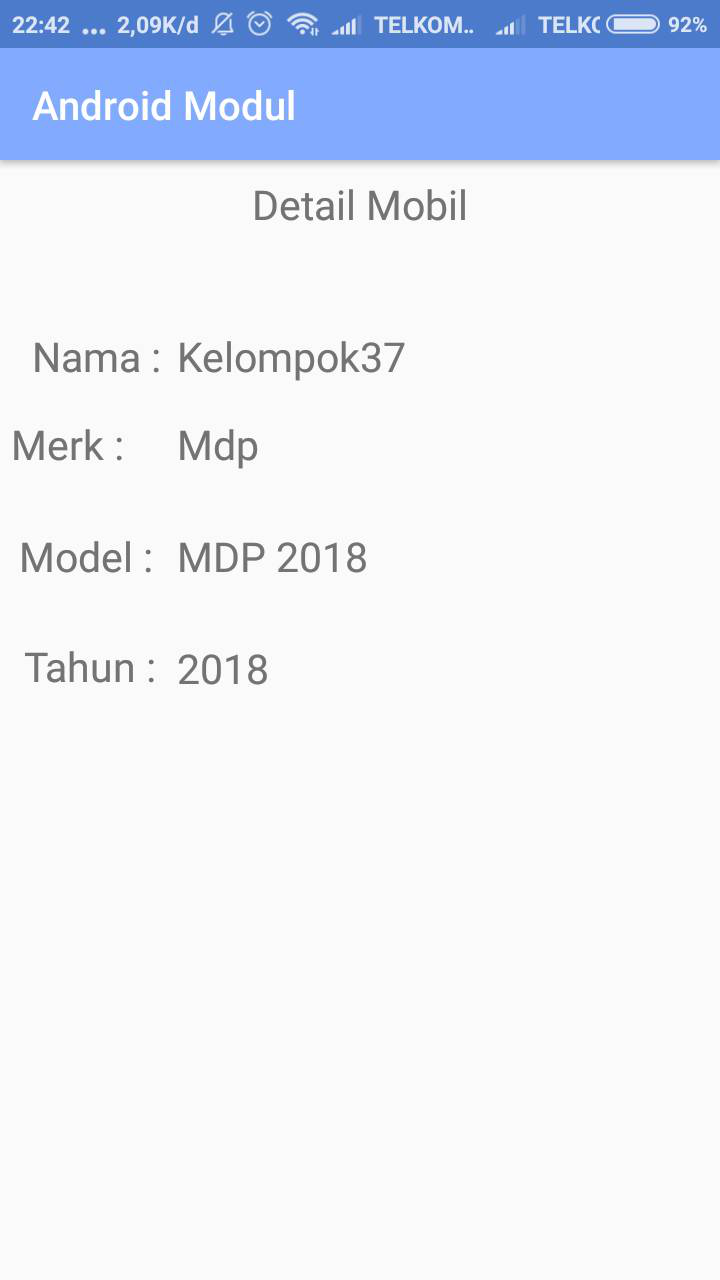 22:42 ... 2,09K/d TELKOM.. TELKO 92%
Android Modul
Detail Mobil
Nama : Kelompok37
Merk : Mdp
Model : MDP 2018
Tahun : 2018